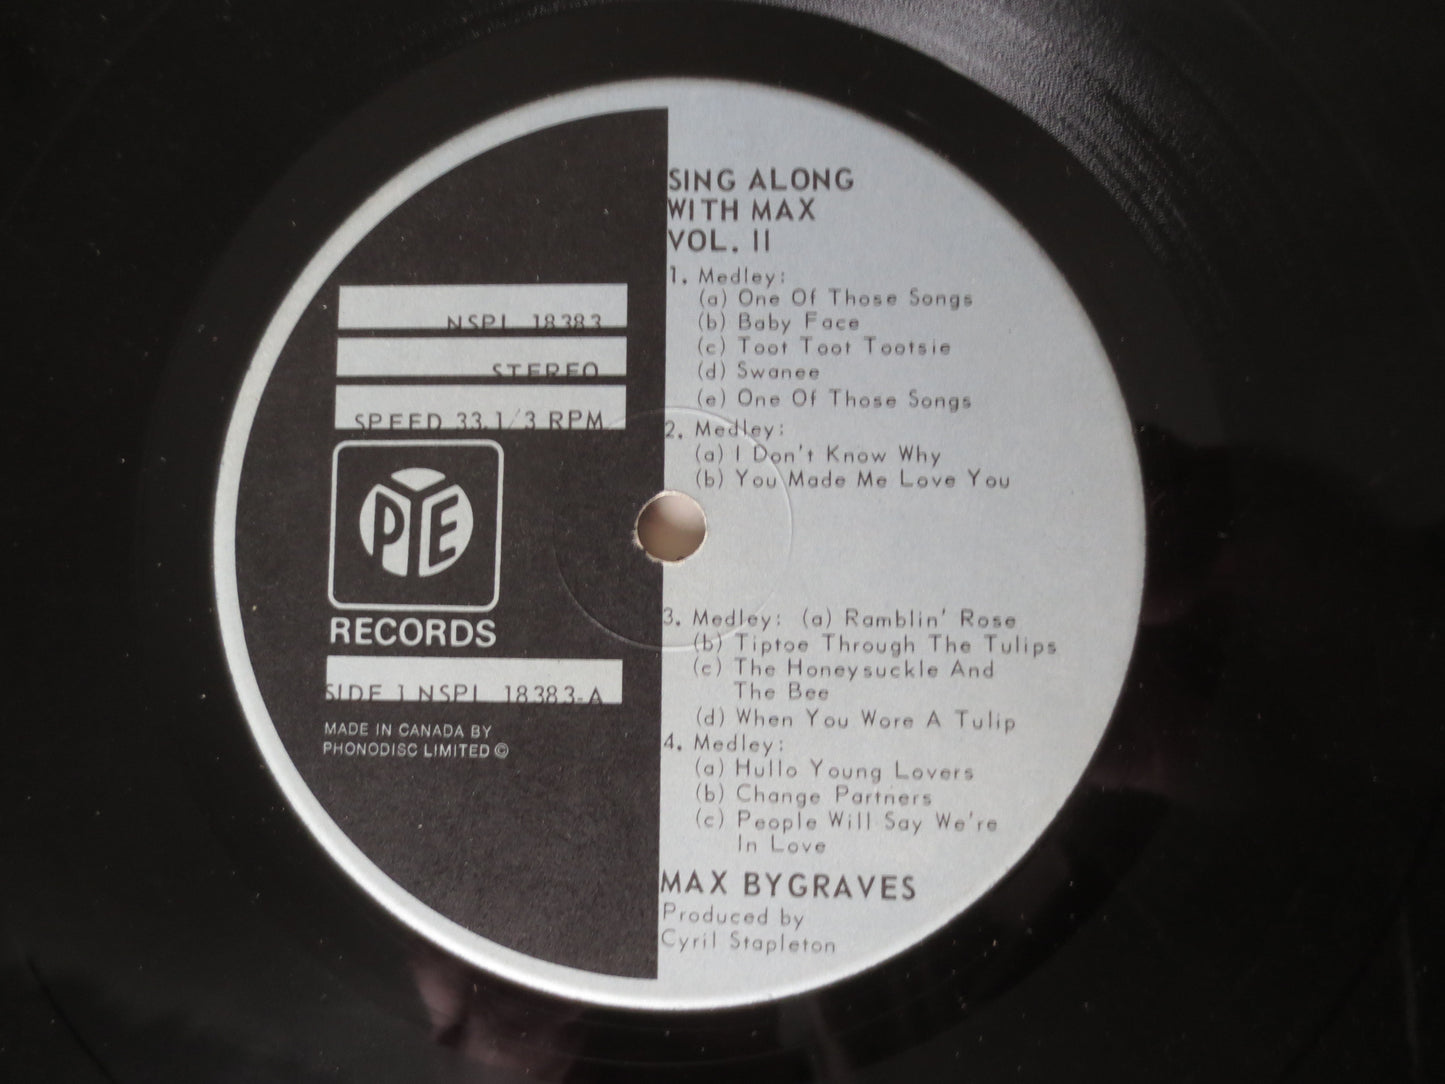 SING ALONG
WITH MAX
VOL. II
1. Medley:
(a) One Of Those Songs
(b) Baby Face
(c) Toot Toot Tootsie
(d) Swanee
(e) One Of Those Songs
2. Medley:
(a) I Don't Know Why
(b) You Made Me Love You
3. Medley: (a) Ramblin' Rose
(b) Tiptoe Through The Tulips
(c) The Honeysuckle And
The Bee
(d) When You Wore A Tulip
4. Medley:
(a) Hullo Young Lovers
(b) Change Partners
(c) People Will Say We're
In Love
MAX BYGRAVES
Produced by
Cyril Stapleton
NSPL 18383
STEREO
SPEED 33.1/3 RPM
PYE
RECORDS
SIDE 1 NSPL 18383-A
MADE IN CANADA BY
PHONODISC LIMITED ©